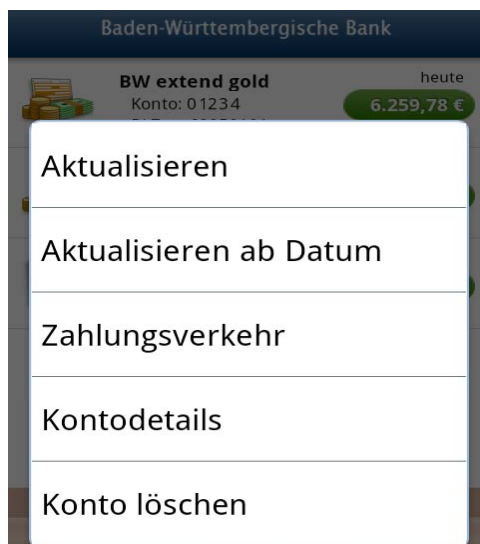 Baden-Württembergische Bank
BW extend gold
heute
Konto: 01234
6.259,78 €
Aktualisieren
Aktualisieren ab Datum
Zahlungsverkehr
Kontodetails
Konto löschen